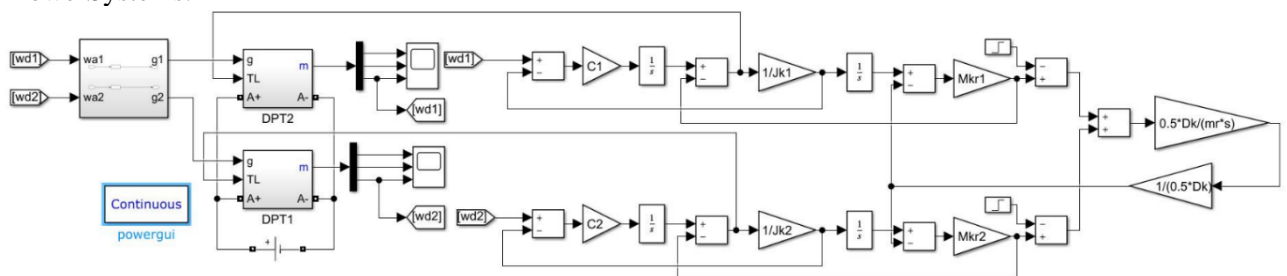 [wd1]
[wd2]
wa1
wa2
g1
g2
g
TL
A+
m
A-
DPT2
[wd1]
g
TL
A+
m
A-
DPT1
[wd2]
Continuous
powergui
[wd1]
+
−
C1
1
s
+
−
1/Jk1
1
s
+
−
Mkr1
−
+
+
+
0.5*Dk/(mr*s)
1/(0.5*Dk)
[wd2]
+
−
C2
1
s
+
−
1/Jk2
1
s
+
−
Mkr2
−
+
+